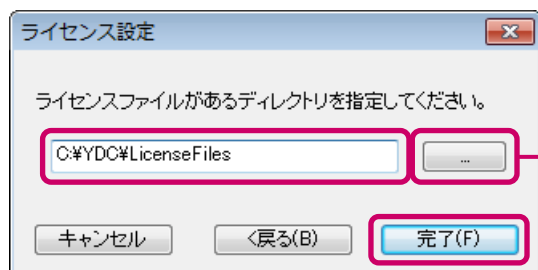 ライセンス設定
ライセンスファイルがあるディレクトリを指定してください。
C:¥YDC¥LicenseFiles
...
キャンセル
<戻る(B)
完了(F)